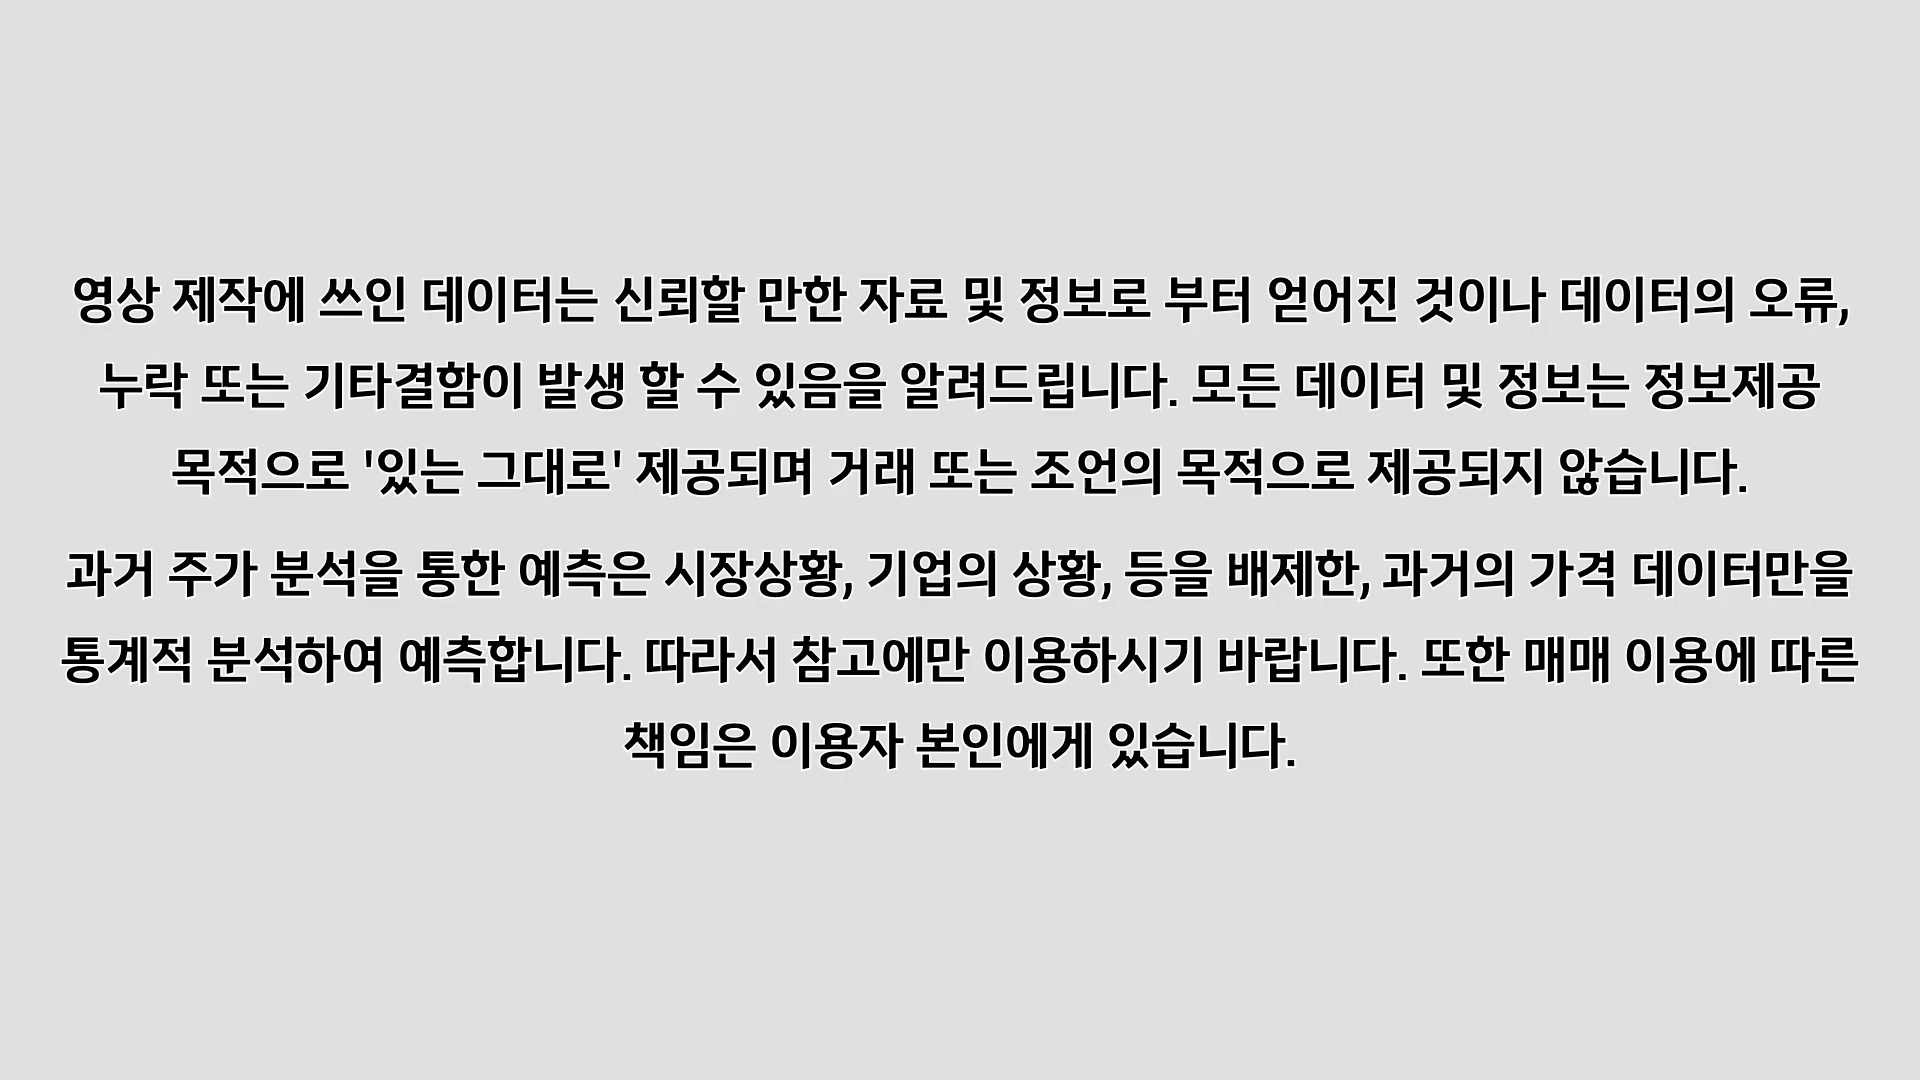 영상 제작에 쓰인 데이터는 신뢰할 만한 자료 및 정보로 부터 얻어진 것이나 데이터의 오류,
누락 또는 기타결함이 발생 할 수 있음을 알려드립니다. 모든 데이터 및 정보는 정보제공
목적으로 '있는 그대로' 제공되며 거래 또는 조언의 목적으로 제공되지 않습니다.
과거 주가 분석을 통한 예측은 시장상황, 기업의 상황, 등을 배제한, 과거의 가격 데이터만을
통계적 분석하여 예측합니다. 따라서 참고에만 이용하시기 바랍니다. 또한 매매 이용에 따른
책임은 이용자 본인에게 있습니다.